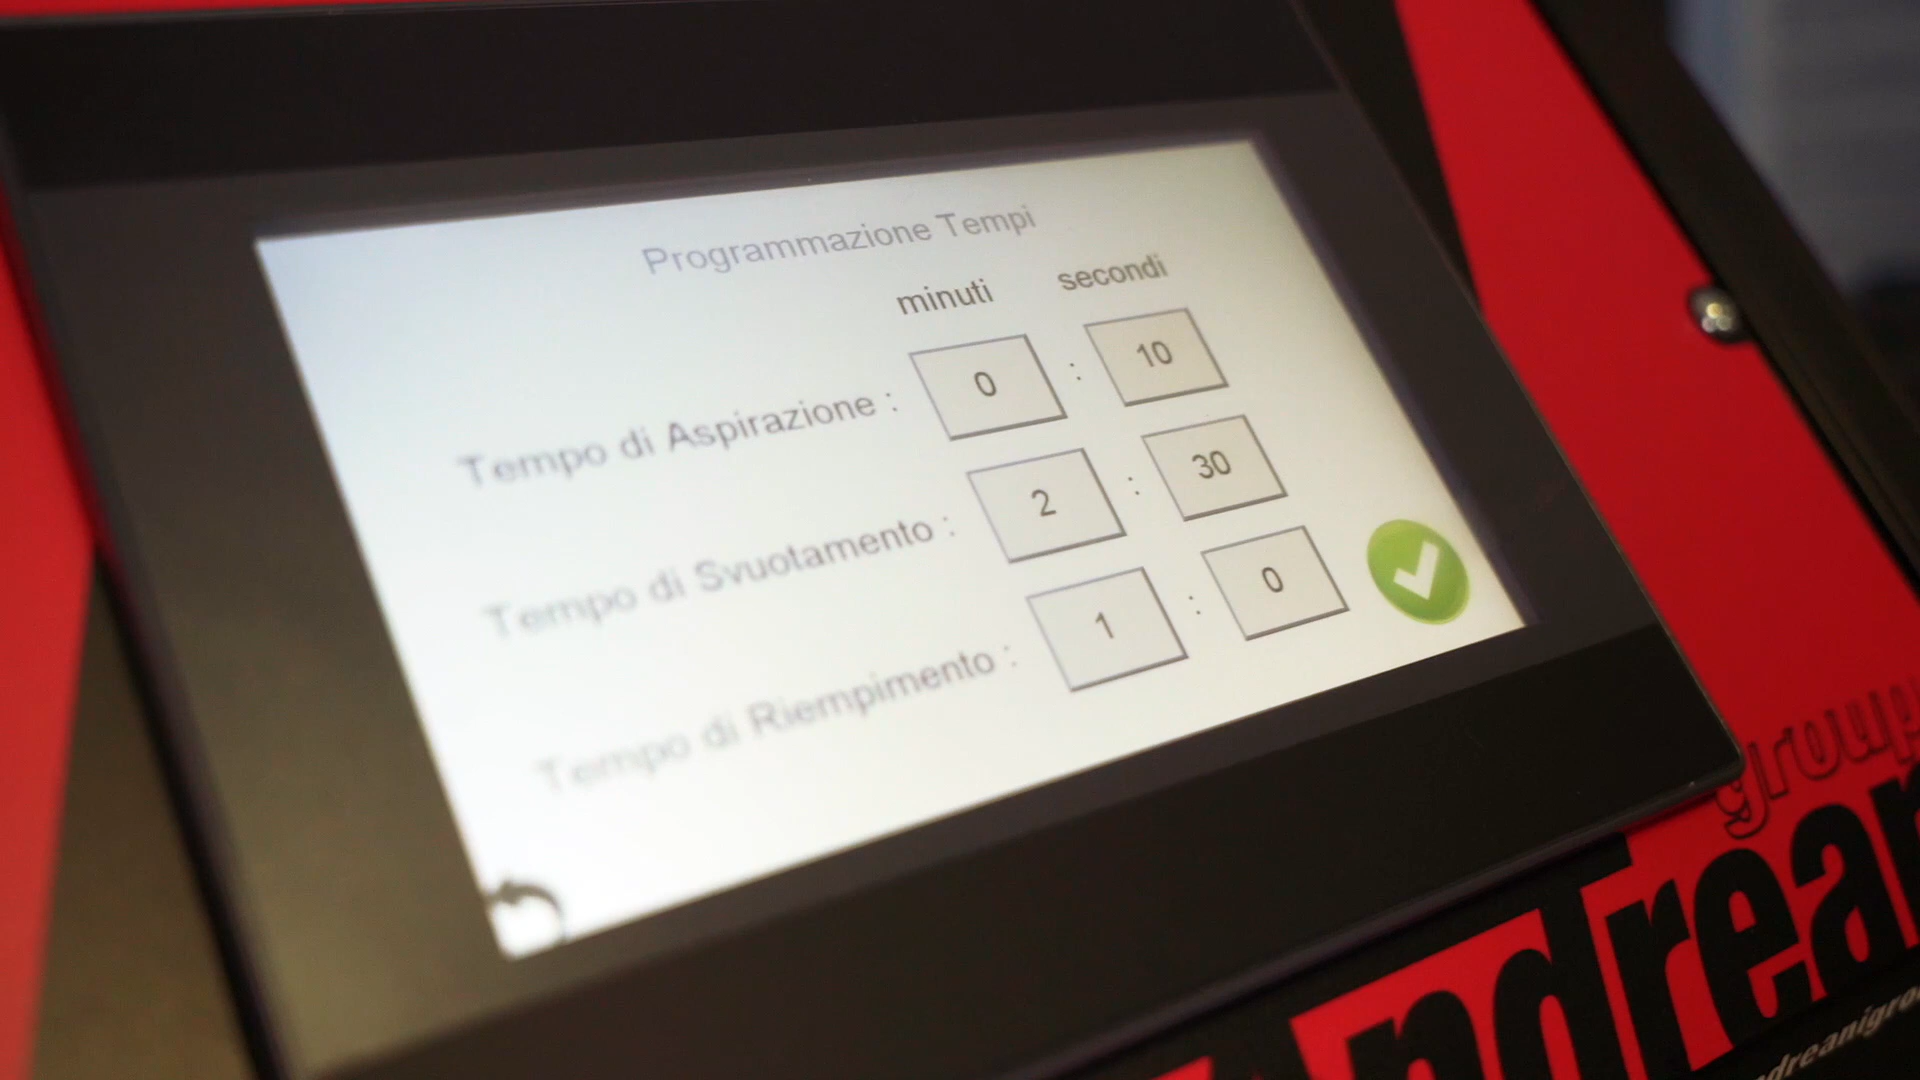 Programmazione Tempi
minuti secondi
Tempo di Aspirazione : 0 : 10
Tempo di Svuotamento : 2 : 30
Tempo di Riempimento : 1 : 0
group
Andrean